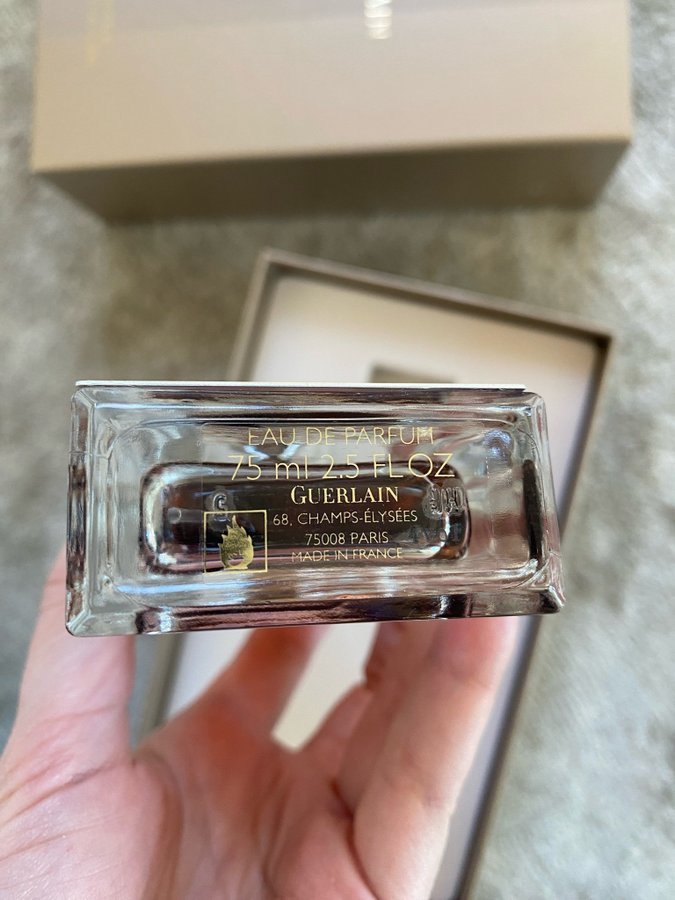 EAU DE PARFUM
75 ml 2.5 FL OZ
GUERLAIN
68, CHAMPS-ÉLYSÉES
75008 PARIS
MADE IN FRANCE